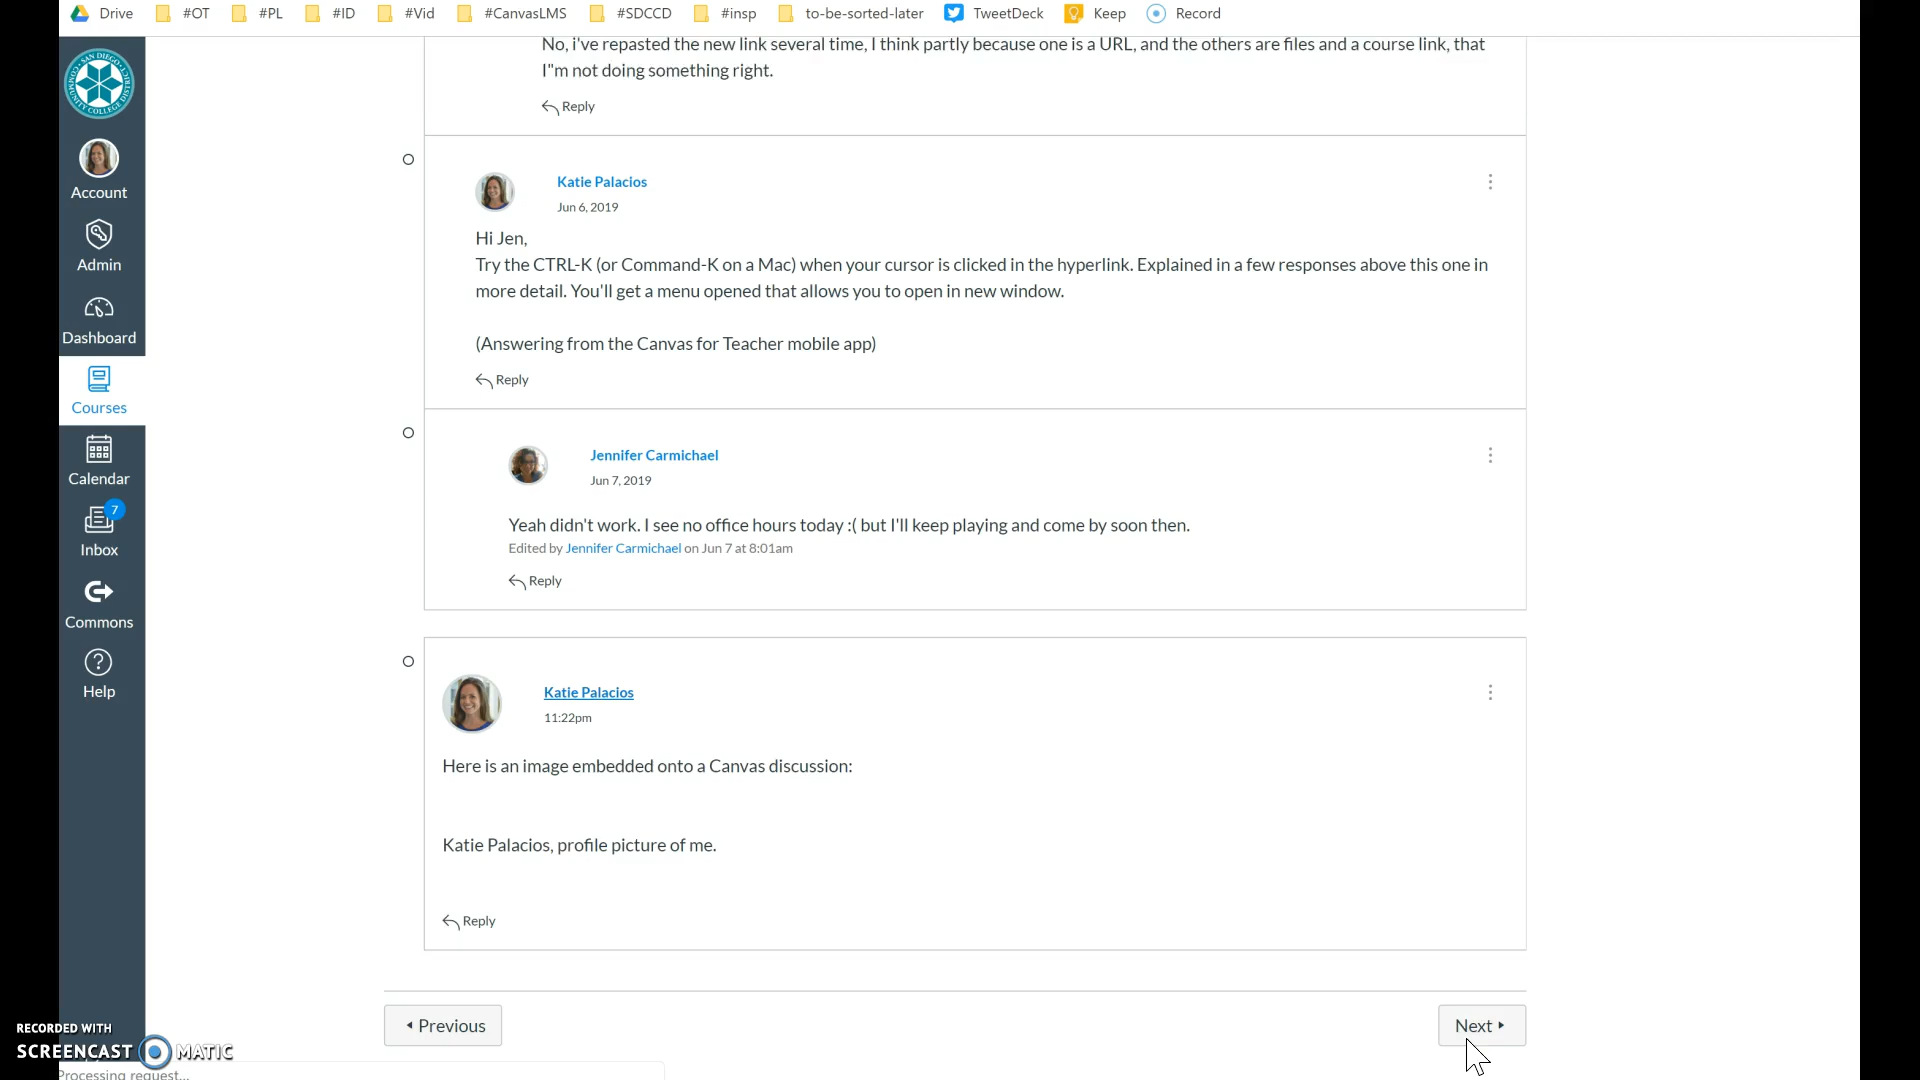 Drive #OT #PL #ID #Vid #CanvasLMS #SDCCD #insp to-be-sorted-later TweetDeck Keep Record
No, i've repasted the new link several time, I think partly because one is a URL, and the others are files and a course link, that
I"m not doing something right.
Reply
SAN DIEGO
COMMUNITY COLLEGE DISTRICT
Account
Admin
Dashboard
Courses
Calendar
7
Inbox
Commons
Help
Katie Palacios
Jun 6, 2019
Hi Jen,
Try the CTRL-K (or Command-K on a Mac) when your cursor is clicked in the hyperlink. Explained in a few responses above this one in
more detail. You'll get a menu opened that allows you to open in new window.
(Answering from the Canvas for Teacher mobile app)
Reply
Jennifer Carmichael
Jun 7, 2019
Yeah didn't work. I see no office hours today :( but I'll keep playing and come by soon then.
Edited by Jennifer Carmichael on Jun 7 at 8:01am
Reply
Katie Palacios
11:22pm
Here is an image embedded onto a Canvas discussion:
Katie Palacios, profile picture of me.
Reply
Previous
Next
RECORDED WITH
SCREENCAST MATIC
Processing request...